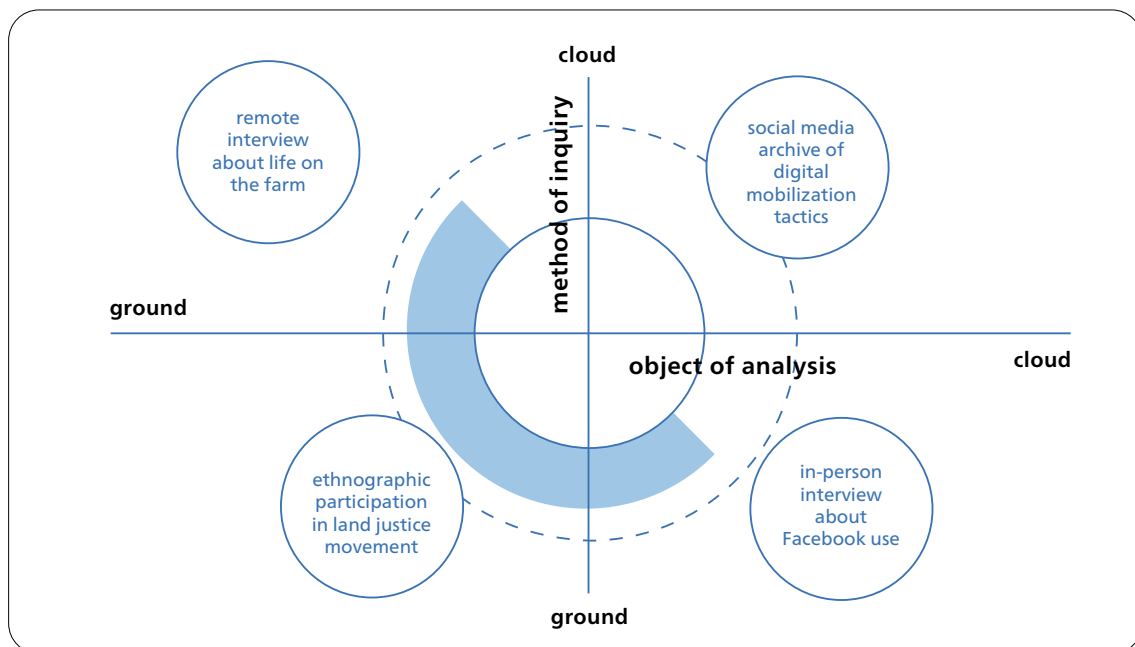 cloud
method of inquiry
remote
interview
about life on
the farm
social media
archive of
digital
mobilization
tactics
ground
object of analysis
cloud
ethnographic
participation
in land justice
movement
in-person
interview
about
Facebook use
ground